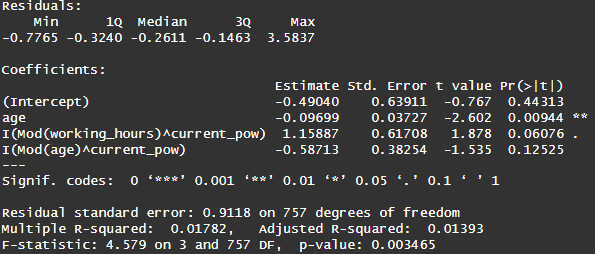 Residuals:
    Min      1Q  Median      3Q     Max
-0.7765 -0.3240 -0.2611 -0.1463  3.5837
Coefficients:
                             Estimate Std. Error t value Pr(>|t|)
(Intercept)                  -0.49040    0.63911  -0.767  0.44313
age                          -0.09699    0.03727  -2.602  0.00944 **
I(Mod(working_hours)^current_pow)  1.15887    0.61708   1.878  0.06076 .
I(Mod(age)^current_pow)      -0.58713    0.38254  -1.535  0.12525
---
Signif. codes:  0 ‘***’ 0.001 ‘**’ 0.01 ‘*’ 0.05 ‘.’ 0.1 ‘ ’ 1
Residual standard error: 0.9118 on 757 degrees of freedom
Multiple R-squared:  0.01782,	Adjusted R-squared:  0.01393
F-statistic: 4.579 on 3 and 757 DF,  p-value: 0.003465